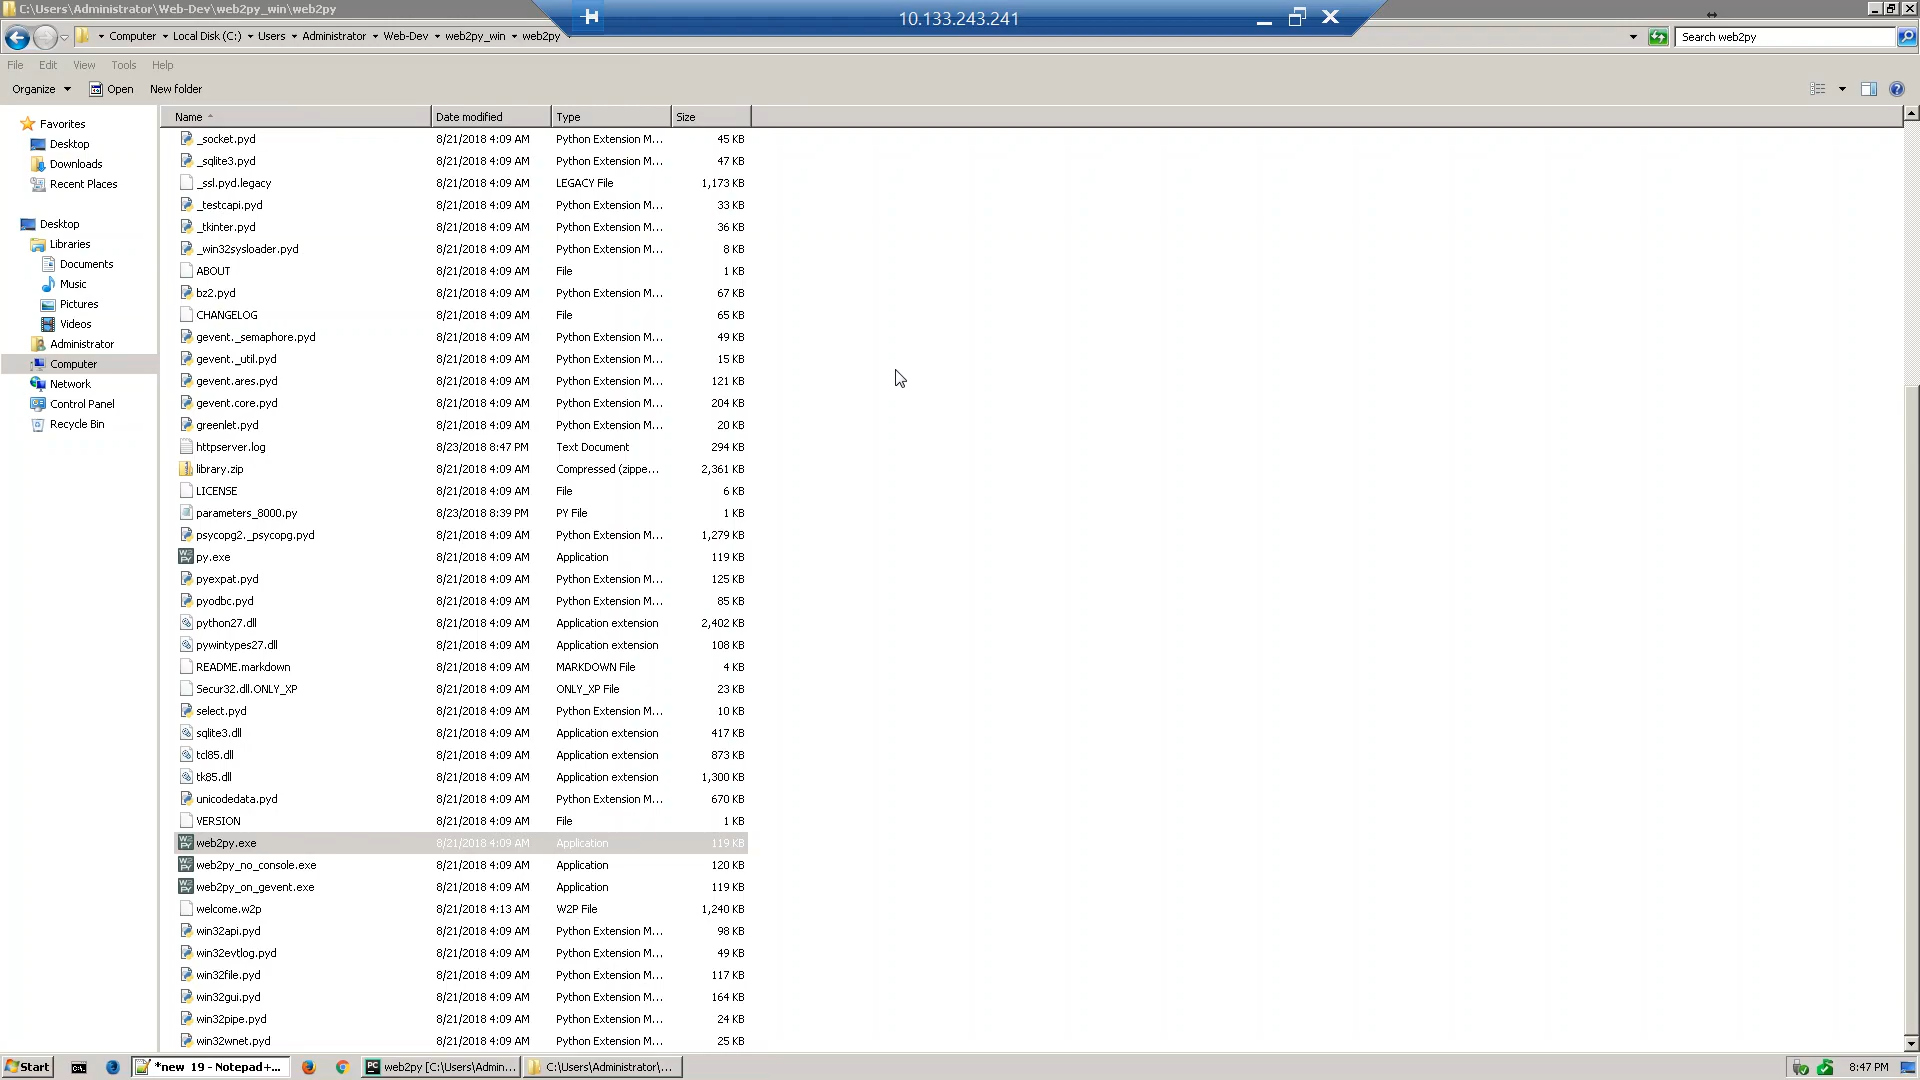 C:\Users\Administrator\Web-Dev\web2py_win\web2py
10.133.243.241
Computer Local Disk (C:) Users Administrator Web-Dev web2py_win web2py
Search web2py
File Edit View Tools Help
Organize Open New folder
Name Date modified Type Size
Favorites
Desktop
Downloads
Recent Places
Desktop
Libraries
Documents
Music
Pictures
Videos
Administrator
Computer
Network
Control Panel
Recycle Bin
_socket.pyd 8/21/2018 4:09 AM Python Extension M... 45 KB
_sqlite3.pyd 8/21/2018 4:09 AM Python Extension M... 47 KB
_ssl.pyd.legacy 8/21/2018 4:09 AM LEGACY File 1,173 KB
_testcapi.pyd 8/21/2018 4:09 AM Python Extension M... 33 KB
_tkinter.pyd 8/21/2018 4:09 AM Python Extension M... 36 KB
_win32sysloader.pyd 8/21/2018 4:09 AM Python Extension M... 8 KB
ABOUT 8/21/2018 4:09 AM File 1 KB
bz2.pyd 8/21/2018 4:09 AM Python Extension M... 67 KB
CHANGELOG 8/21/2018 4:09 AM File 65 KB
gevent._semaphore.pyd 8/21/2018 4:09 AM Python Extension M... 49 KB
gevent._util.pyd 8/21/2018 4:09 AM Python Extension M... 15 KB
gevent.ares.pyd 8/21/2018 4:09 AM Python Extension M... 121 KB
gevent.core.pyd 8/21/2018 4:09 AM Python Extension M... 204 KB
greenlet.pyd 8/21/2018 4:09 AM Python Extension M... 20 KB
httpserver.log 8/23/2018 8:47 PM Text Document 294 KB
library.zip 8/21/2018 4:09 AM Compressed (zippe... 2,361 KB
LICENSE 8/21/2018 4:09 AM File 6 KB
parameters_8000.py 8/23/2018 8:39 PM PY File 1 KB
psycopg2._psycopg.pyd 8/21/2018 4:09 AM Python Extension M... 1,279 KB
py.exe 8/21/2018 4:09 AM Application 119 KB
pyexpat.pyd 8/21/2018 4:09 AM Python Extension M... 125 KB
pyodbc.pyd 8/21/2018 4:09 AM Python Extension M... 85 KB
python27.dll 8/21/2018 4:09 AM Application extension 2,402 KB
pywintypes27.dll 8/21/2018 4:09 AM Application extension 108 KB
README.markdown 8/21/2018 4:09 AM MARKDOWN File 4 KB
Secur32.dll.ONLY_XP 8/21/2018 4:09 AM ONLY_XP File 23 KB
select.pyd 8/21/2018 4:09 AM Python Extension M... 10 KB
sqlite3.dll 8/21/2018 4:09 AM Application extension 417 KB
tcl85.dll 8/21/2018 4:09 AM Application extension 873 KB
tk85.dll 8/21/2018 4:09 AM Application extension 1,300 KB
unicodedata.pyd 8/21/2018 4:09 AM Python Extension M... 670 KB
VERSION 8/21/2018 4:09 AM File 1 KB
web2py.exe 8/21/2018 4:09 AM Application 119 KB
web2py_no_console.exe 8/21/2018 4:09 AM Application 120 KB
web2py_on_gevent.exe 8/21/2018 4:09 AM Application 119 KB
welcome.w2p 8/21/2018 4:13 AM W2P File 1,240 KB
win32api.pyd 8/21/2018 4:09 AM Python Extension M... 98 KB
win32evtlog.pyd 8/21/2018 4:09 AM Python Extension M... 49 KB
win32file.pyd 8/21/2018 4:09 AM Python Extension M... 117 KB
win32gui.pyd 8/21/2018 4:09 AM Python Extension M... 164 KB
win32pipe.pyd 8/21/2018 4:09 AM Python Extension M... 24 KB
win32wnet.pyd 8/21/2018 4:09 AM Python Extension M... 25 KB
Start *new 19 - Notepad+... web2py [C:\Users\Admin... C:\Users\Administrator\... 8:47 PM